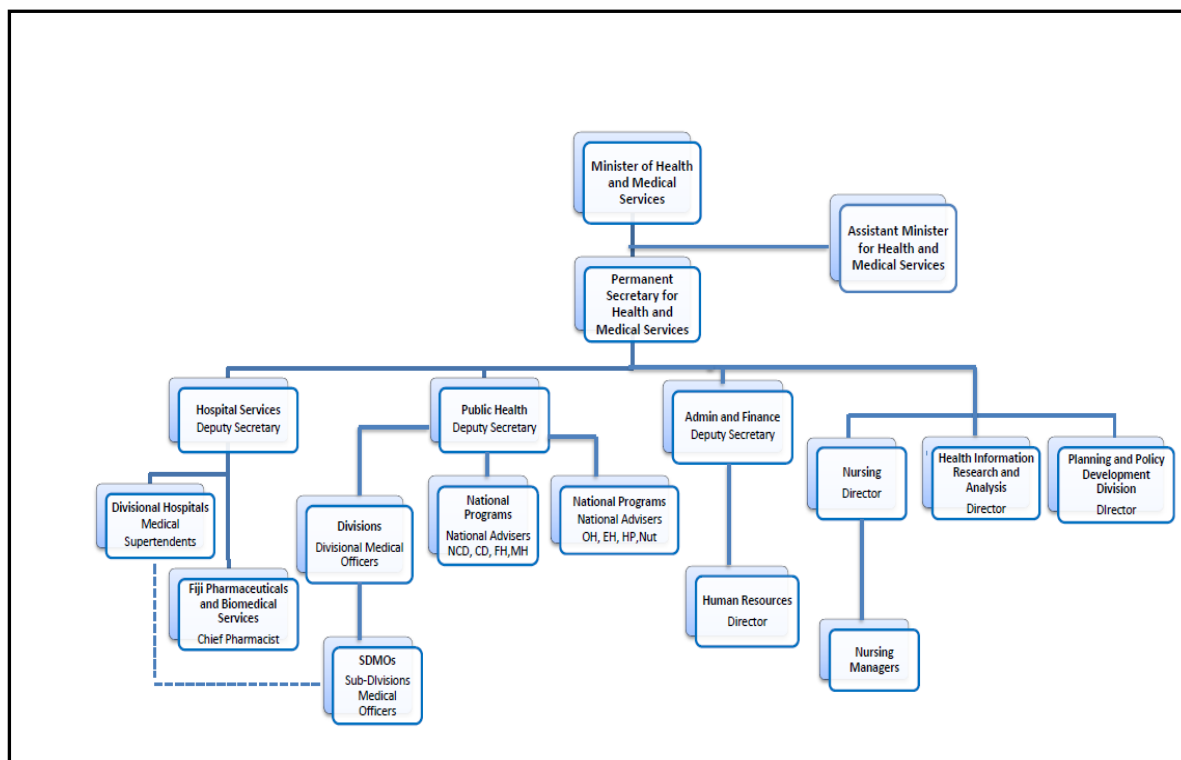 Minister of Health
and Medical
Services
Assistant Minister
for Health and
Medical Services
Permanent
Secretary for
Health and
Medical Services
Hospital Services
Deputy Secretary
Public Health
Deputy Secretary
Admin and Finance
Deputy Secretary
Nursing
Director
Health Information
Research and
Analysis
Director
Planning and Policy
Development
Division
DIrector
Divisional Hospitals
Medical
Supertendents
Divisions
Divisional Medical
Officers
National
Programs
National Advisers
NCD, CD, FH,MH
National Programs
National Advisers
OH, EH, HP,Nut
Fiji Pharmaceuticals
and Biomedical
Services
Chief Pharmacist
Human Resources
Director
SDMOs
Sub-DIvisions
Medical
Officers
Nursing
Managers